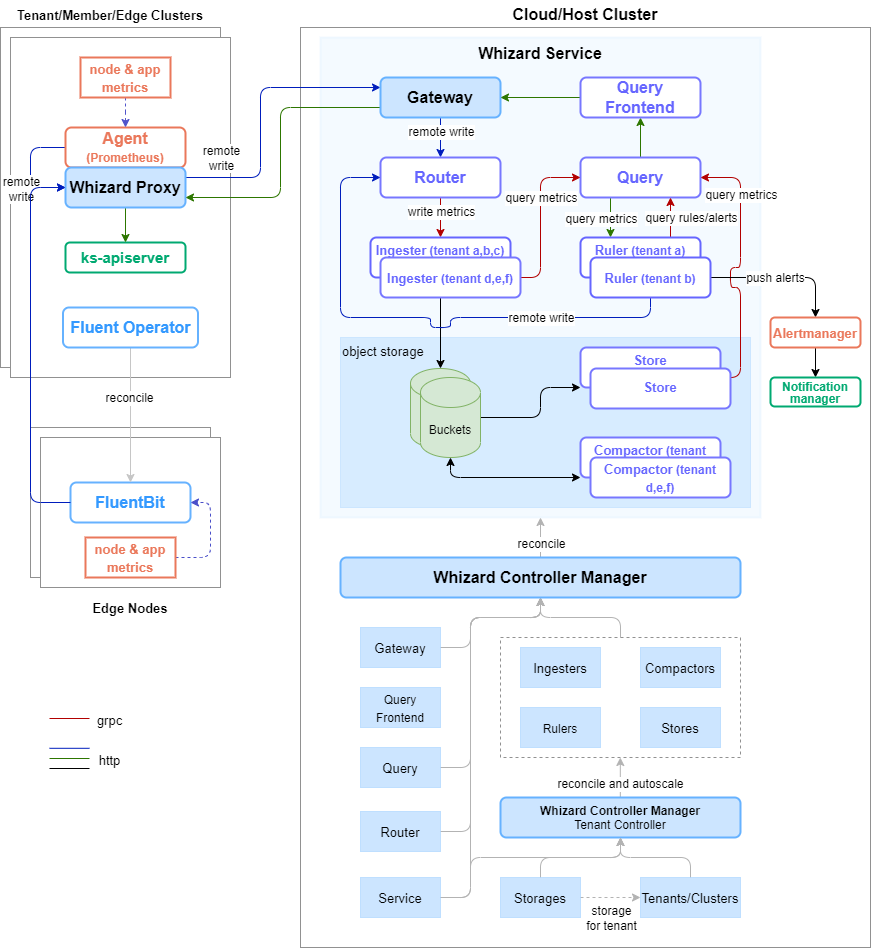 Tenant/Member/Edge Clusters
node & app
metrics
Agent
(Prometheus)
Whizard Proxy
remote
write
remote
write
ks-apiserver
Fluent Operator
reconcile
FluentBit
node & app
metrics
Edge Nodes
grpc
http
Cloud/Host Cluster
Whizard Service
Gateway
Query
Frontend
remote write
Router
Query
write metrics
query metrics
query metrics
query rules/alerts
query metrics
Ingester (tenant a,b,c)
Ingester (tenant d,e,f)
Ruler (tenant a)
Ruler (tenant b)
push alerts
remote write
Alertmanager
Notification
manager
object storage
Buckets
Store
Store
Compactor (tenant
Compactor (tenant
d,e,f)
reconcile
Whizard Controller Manager
Gateway
Query
Frontend
Query
Router
Service
Ingesters
Compactors
Rulers
Stores
reconcile and autoscale
Whizard Controller Manager
Tenant Controller
Storages
storage
for tenant
Tenants/Clusters